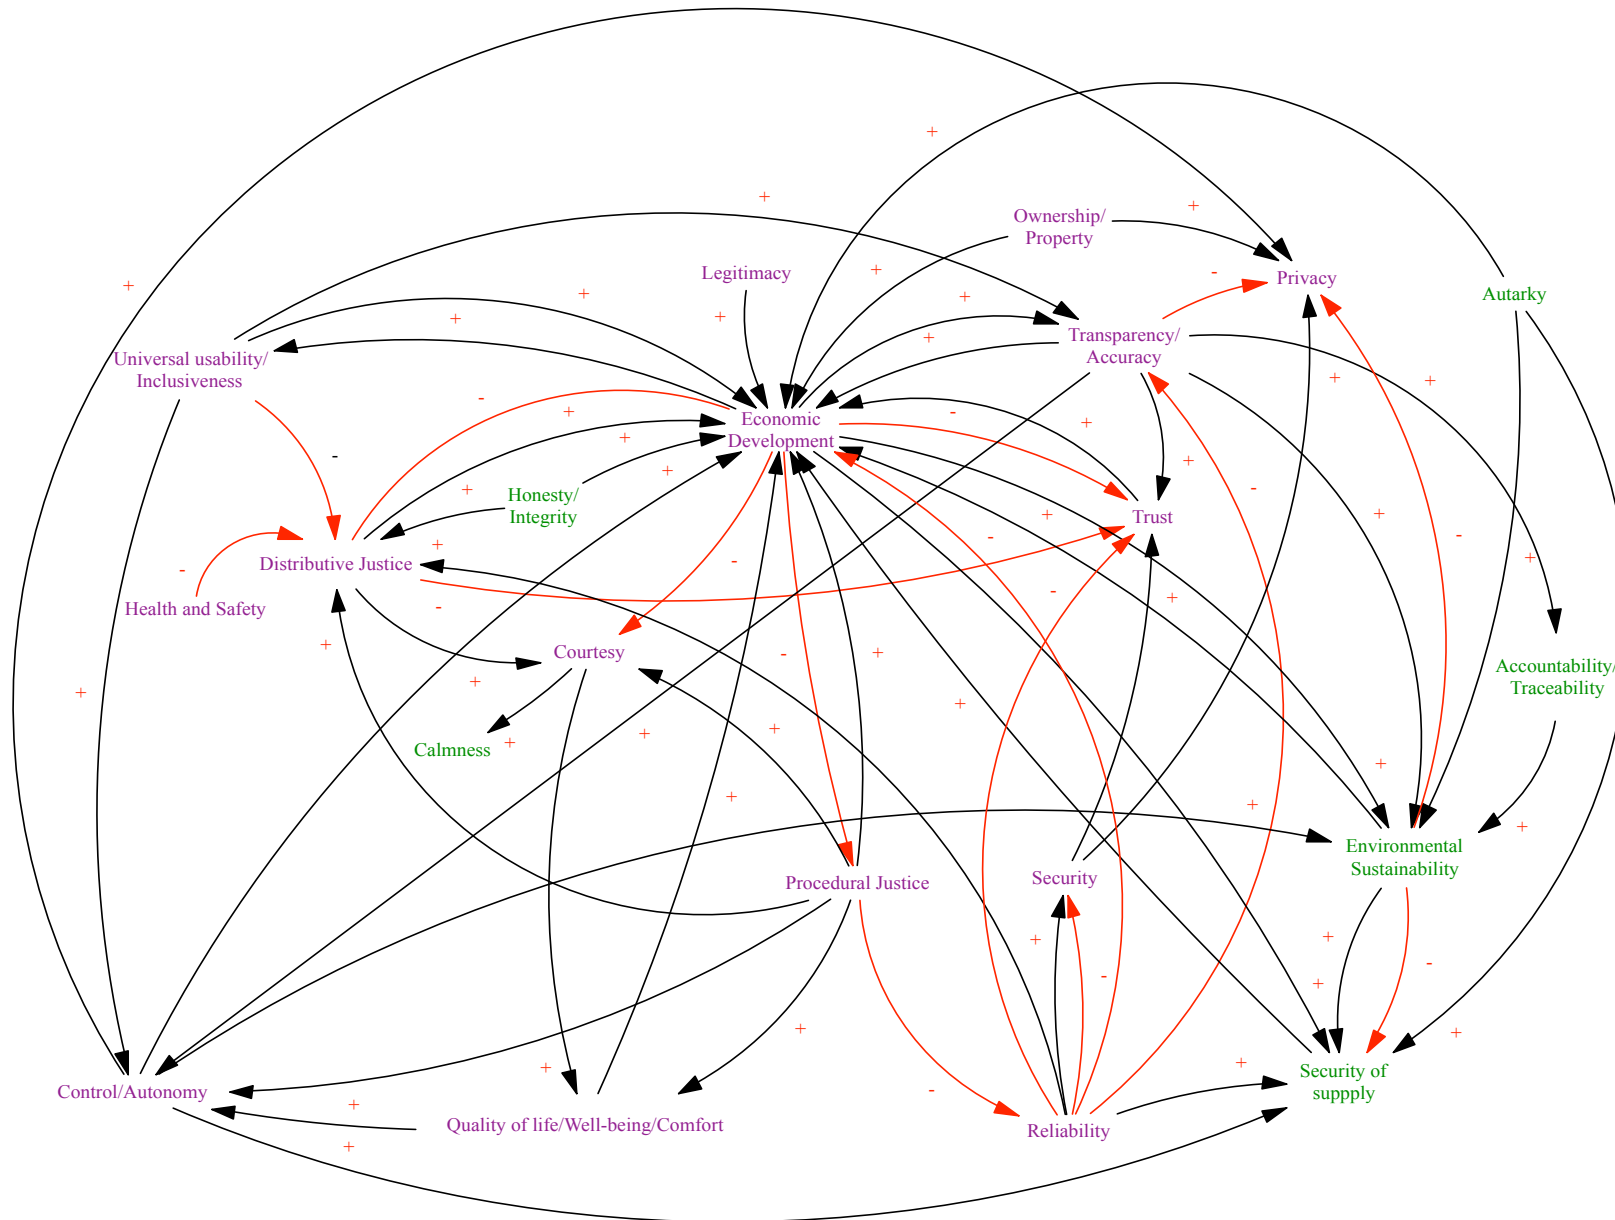 +
Ownership/
Property
+
+
Legitimacy
+
-
Privacy
+
Autarky
+
+
+
+
+
Transparency/
Accuracy
+
Universal usability/
Inclusiveness
+
+
-
+
-
Economic
Development
+
+
-
+
+
-
+
Honesty/
Integrity
+
Trust
+
+
-
-
+
Distributive Justice
-
-
-
Health and Safety
-
+
+
Courtesy
-
+
Accountability/
Traceability
+
+
+
+
+
Calmness
+
+
+
+
+
Environmental
Sustainability
Procedural Justice
Security
+
+
+
-
-
+
+
+
+
+
Security of
suppply
Control/Autonomy
-
+
+
Quality of life/Well-being/Comfort
Reliability